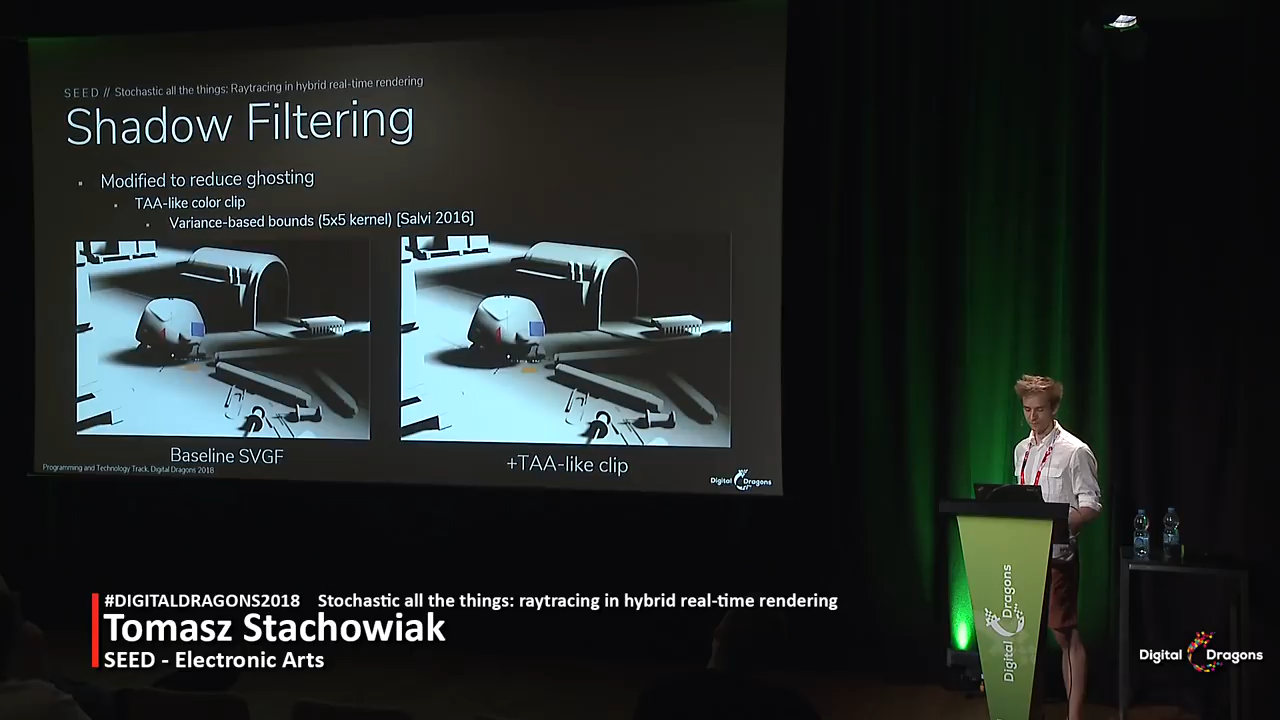 SEED // Stochastic all the things: Raytracing in hybrid real-time rendering
Shadow Filtering
Modified to reduce ghosting
TAA-like color clip
Variance-based bounds (5x5 kernel) [Salvi 2016]
Baseline SVGF
+TAA-like clip
Programming and Technology Track, Digital Dragons 2018
Digital Dragons
#DIGITALDRAGONS2018 Stochastic all the things: raytracing in hybrid real-time rendering
Tomasz Stachowiak
SEED - Electronic Arts
Digital Dragons
Digital Dragons